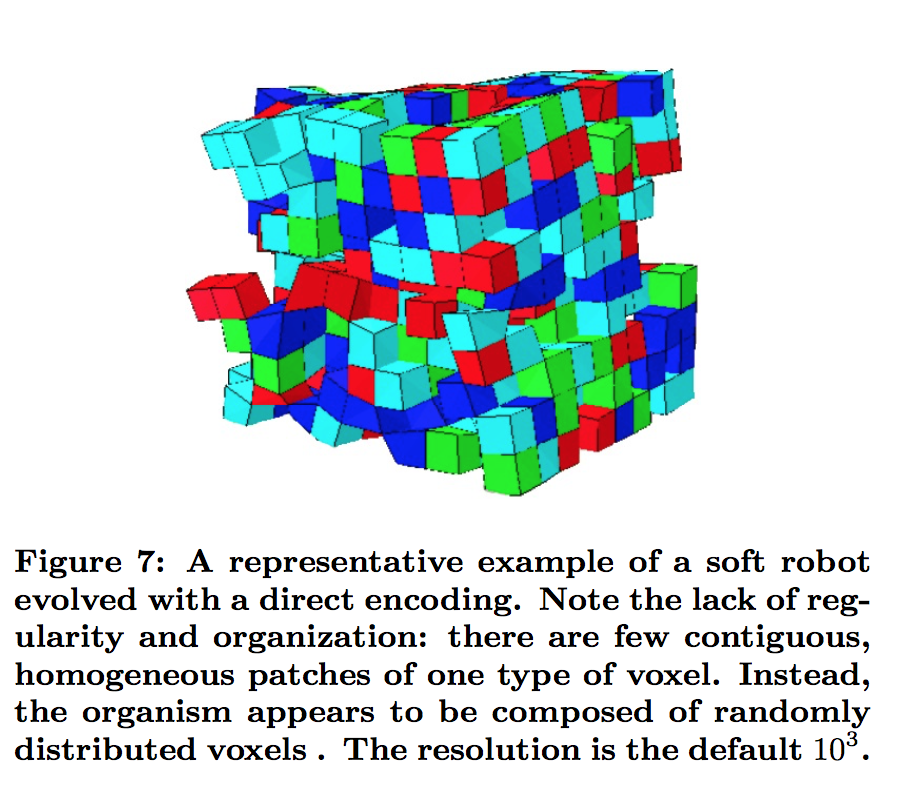 Figure 7: A representative example of a soft robot
evolved with a direct encoding. Note the lack of reg-
ularity and organization: there are few contiguous,
homogeneous patches of one type of voxel. Instead,
the organism appears to be composed of randomly
distributed voxels . The resolution is the default 10³.